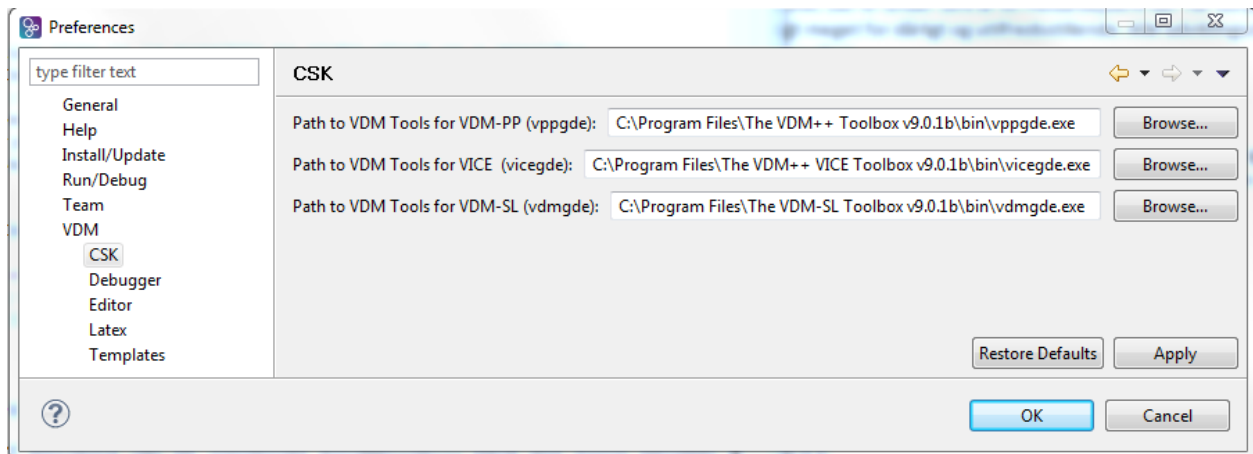 Preferences
type filter text
General
Help
Install/Update
Run/Debug
Team
VDM
CSK
Debugger
Editor
Latex
Templates
CSK
Path to VDM Tools for VDM-PP (vppgde): C:\Program Files\The VDM++ Toolbox v9.0.1b\bin\vppgde.exe Browse...
Path to VDM Tools for VICE (vicegde): C:\Program Files\The VDM++ VICE Toolbox v9.0.1b\bin\vicegde.exe Browse...
Path to VDM Tools for VDM-SL (vdmgde): C:\Program Files\The VDM-SL Toolbox v9.0.1b\bin\vdmgde.exe Browse...
Restore Defaults Apply
OK Cancel